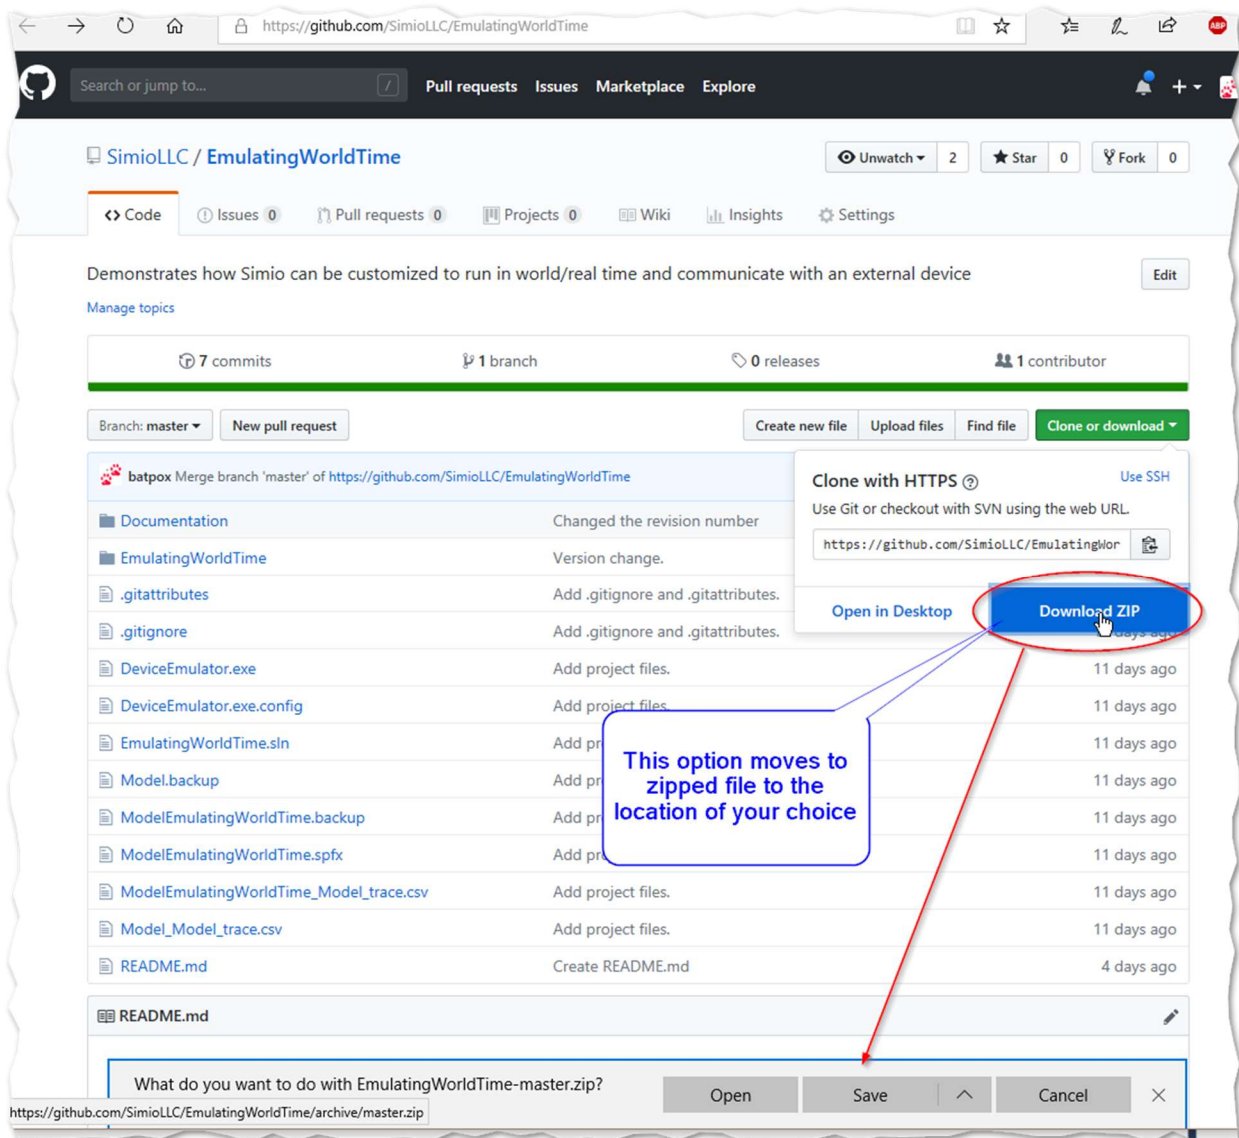 https://github.com/SimioLLC/EmulatingWorldTime
ABP
Search or jump to...
/
Pull requests Issues Marketplace Explore
SimioLLC / EmulatingWorldTime
Unwatch 2
Star 0
Fork 0
Code
Issues 0
Pull requests 0
Projects 0
Wiki
Insights
Settings
Demonstrates how Simio can be customized to run in world/real time and communicate with an external device
Edit
Manage topics
7 commits
1 branch
0 releases
1 contributor
Branch: master
New pull request
Create new file
Upload files
Find file
Clone or download
batpox Merge branch 'master' of https://github.com/SimioLLC/EmulatingWorldTime
Clone with HTTPS
Use SSH
Use Git or checkout with SVN using the web URL.
https://github.com/SimioLLC/EmulatingWor
Open in Desktop
Download ZIP
Documentation Changed the revision number
EmulatingWorldTime Version change.
.gitattributes Add .gitignore and .gitattributes.
.gitignore Add .gitignore and .gitattributes. days ago
DeviceEmulator.exe Add project files. 11 days ago
DeviceEmulator.exe.config Add project files. 11 days ago
EmulatingWorldTime.sln Add pr 11 days ago
Model.backup Add pr 11 days ago
ModelEmulatingWorldTime.backup Add pr 11 days ago
ModelEmulatingWorldTime.spfx Add pr 11 days ago
ModelEmulatingWorldTime_Model_trace.csv Add project files. 11 days ago
Model_Model_trace.csv Add project files. 11 days ago
README.md Create README.md 4 days ago
This option moves to
zipped file to the
location of your choice
README.md
What do you want to do with EmulatingWorldTime-master.zip?
Open
Save
Cancel
https://github.com/SimioLLC/EmulatingWorldTime/archive/master.zip